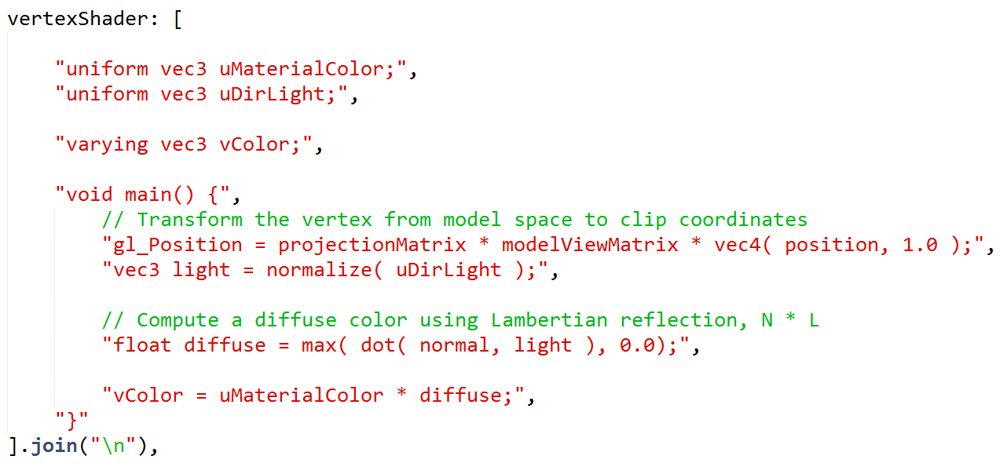 vertexShader: [
"uniform vec3 uMaterialColor;",
"uniform vec3 uDirLight;",
"varying vec3 vColor;",
"void main() {",
// Transform the vertex from model space to clip coordinates
"gl_Position = projectionMatrix * modelViewMatrix * vec4( position, 1.0 );",
"vec3 light = normalize( uDirLight );",
// Compute a diffuse color using Lambertian reflection, N * L
"float diffuse = max( dot( normal, light ), 0.0);",
"vColor = uMaterialColor * diffuse;",
"}"
].join("\n"),